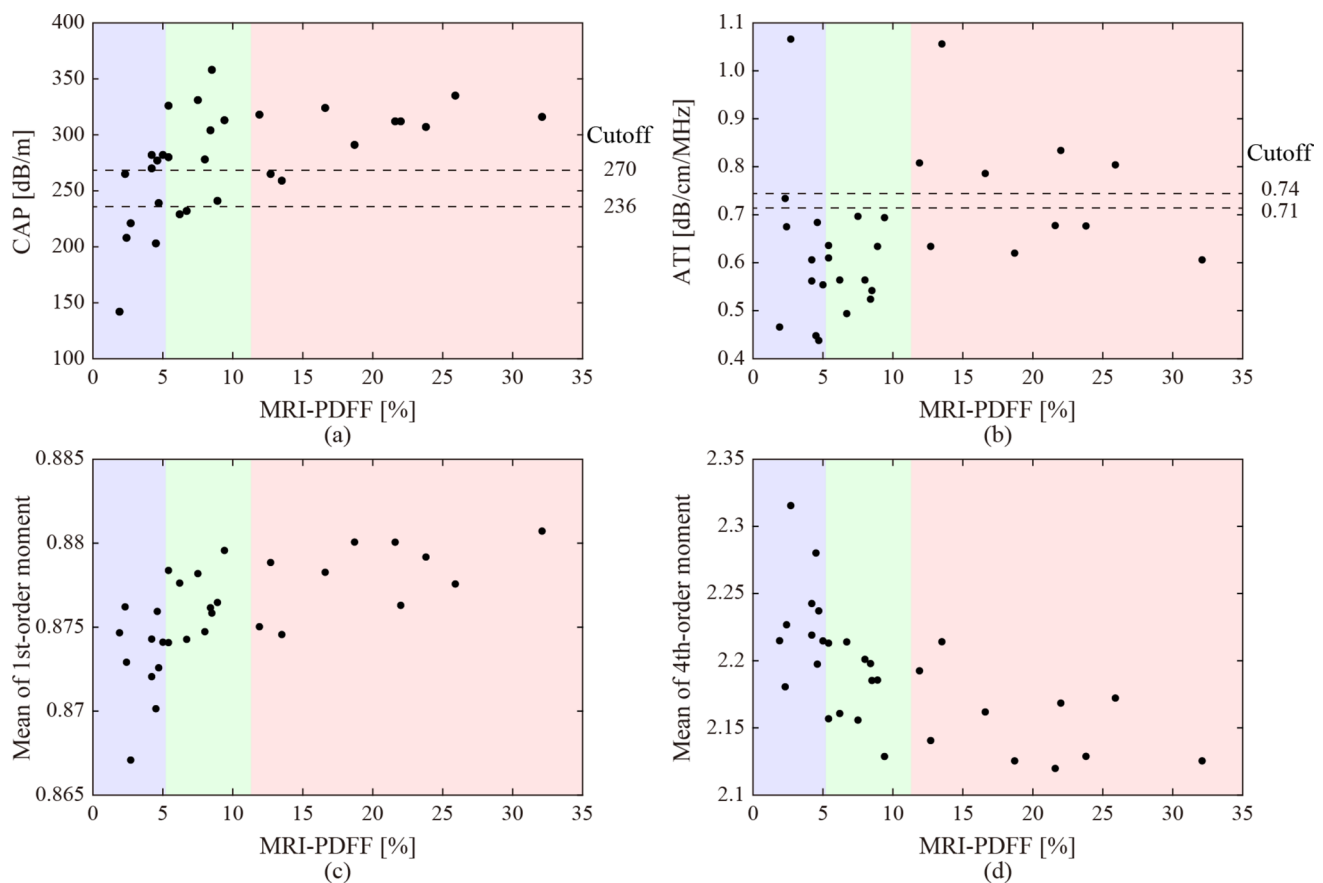 400
350
300
250
200
150
100
CAP [dB/m]
Cutoff
270
236
0 5 10 15 20 25 30 35
MRI-PDFF [%]
(a)
1.1
1.0
0.9
0.8
0.7
0.6
0.5
0.4
ATI [dB/cm/MHz]
Cutoff
0.74
0.71
0 5 10 15 20 25 30 35
MRI-PDFF [%]
(b)
0.885
0.88
0.875
0.87
0.865
Mean of 1st-order moment
0 5 10 15 20 25 30 35
MRI-PDFF [%]
(c)
2.35
2.3
2.25
2.2
2.15
2.1
Mean of 4th-order moment
0 5 10 15 20 25 30 35
MRI-PDFF [%]
(d)